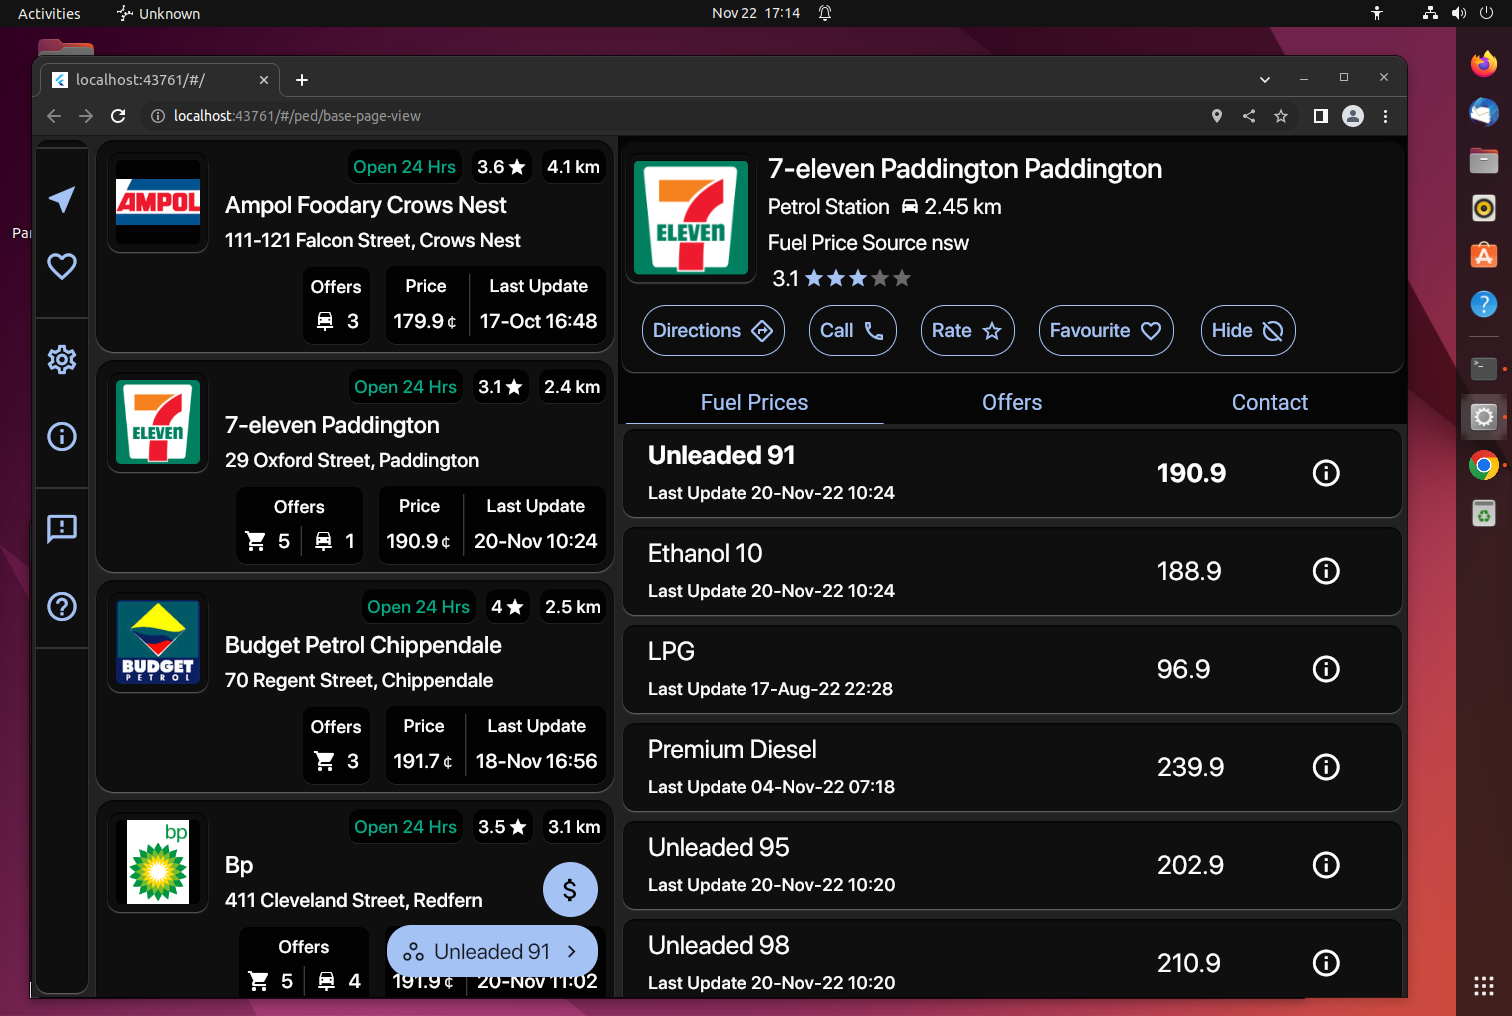 Activities
Unknown
Nov 22 17:14
Par
localhost:43761/#/
localhost:43761/#/ped/base-page-view
Open 24 Hrs 3.6 4.1 km
AMPOL
Ampol Foodary Crows Nest
111-121 Falcon Street, Crows Nest
Offers Price Last Update
3 179.9 ¢ 17-Oct 16:48
Open 24 Hrs 3.1 2.4 km
7 ELEVEN
7-eleven Paddington
29 Oxford Street, Paddington
Offers Price Last Update
5 1 190.9 ¢ 20-Nov 10:24
Open 24 Hrs 4 2.5 km
BUDGET
PETROL
Budget Petrol Chippendale
70 Regent Street, Chippendale
Offers Price Last Update
3 191.7 ¢ 18-Nov 16:56
Open 24 Hrs 3.5 3.1 km
bp
Bp
411 Cleveland Street, Redfern
$
Offers
Unleaded 91
5 4 191.9 ¢ 20-Nov 11:02
7 ELEVEN
7-eleven Paddington Paddington
Petrol Station 2.45 km
Fuel Price Source nsw
3.1
Directions Call Rate Favourite Hide
Fuel Prices Offers Contact
Unleaded 91
190.9
Last Update 20-Nov-22 10:24
Ethanol 10
188.9
Last Update 20-Nov-22 10:24
LPG
96.9
Last Update 17-Aug-22 22:28
Premium Diesel
239.9
Last Update 04-Nov-22 07:18
Unleaded 95
202.9
Last Update 20-Nov-22 10:20
Unleaded 98
210.9
Last Update 20-Nov-22 10:20